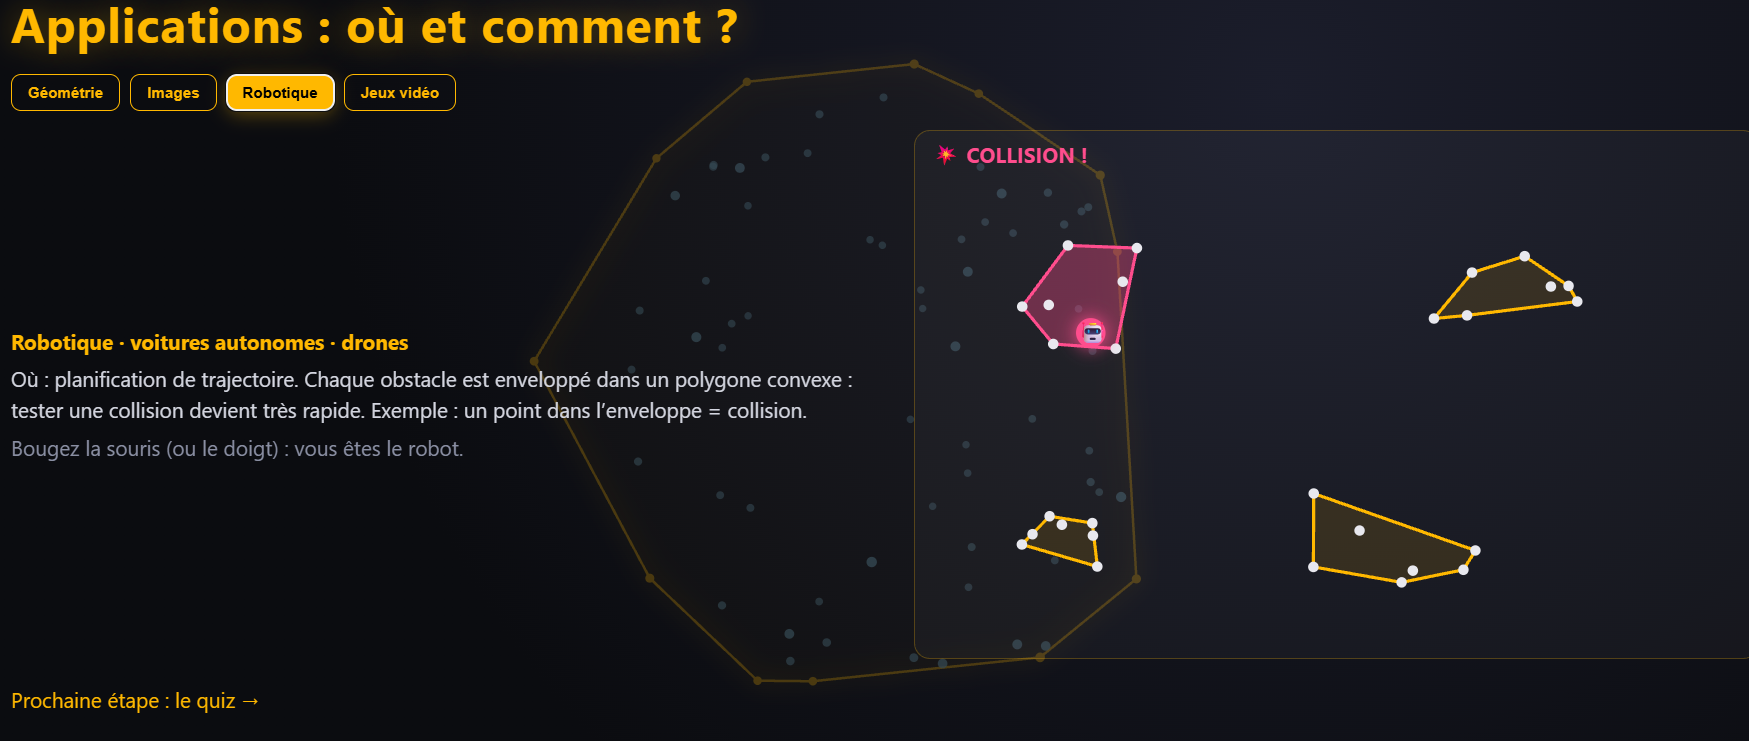 Applications : où et comment ?
Géométrie
Images
Robotique
Jeux vidéo
COLLISION !
Robotique · voitures autonomes · drones
Où : planification de trajectoire. Chaque obstacle est enveloppé dans un polygone convexe :
tester une collision devient très rapide. Exemple : un point dans l’enveloppe = collision.
Bougez la souris (ou le doigt) : vous êtes le robot.
Prochaine étape : le quiz →